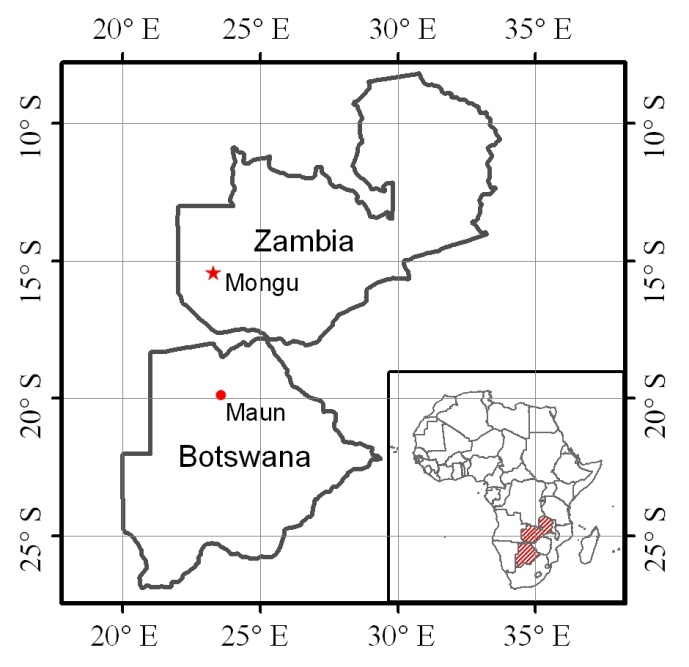 20° E 25° E 30° E 35° E
10° S 10° S
Zambia
15° S 15° S
Mongu
20° S 20° S
Maun
Botswana
25° S 25° S
20° E 25° E 30° E 35° E